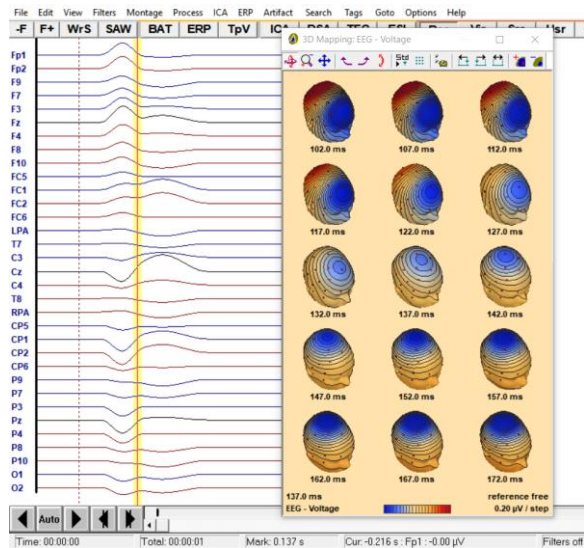 File Edit View Filters Montage Process ICA ERP Artifact Search Tags Goto Options Help
-F F+ WrS SAW BAT ERP TpV
Usr
3D Mapping: EEG - Voltage
Std
Fp1
Fp2
F9
F7
F3
Fz
F4
F8
F10
FC5
FC1
FC2
FC6
LPA
T7
C3
Cz
C4
T8
RPA
CP5
CP1
CP2
CP6
P9
P7
P3
Pz
P4
P8
P10
O1
O2
102.0 ms 107.0 ms 112.0 ms
117.0 ms 122.0 ms 127.0 ms
132.0 ms 137.0 ms 142.0 ms
147.0 ms 152.0 ms 157.0 ms
162.0 ms 167.0 ms 172.0 ms
137.0 ms reference free
EEG - Voltage 0.20 µV / step
Auto
Time: 00:00:00 Total: 00:00:01 Mark: 0.137 s Cur: -0.216 s : Fp1 : -0.00 µV Filters off